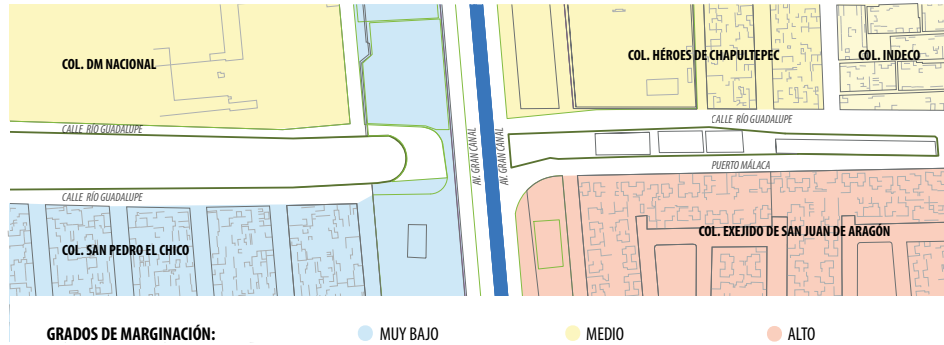 COL. DM NACIONAL
COL. HÉROES DE CHAPULTEPEC
COL. INDECO
CALLE RÍO GUADALUPE
CALLE RÍO GUADALUPE
AV. GRAN CANAL
AV. GRAN CANAL
PUERTO MÁLACA
CALLE RÍO GUADALUPE
COL. SAN PEDRO EL CHICO
COL. EXEJIDO DE SAN JUAN DE ARAGÓN
GRADOS DE MARGINACIÓN:
MUY BAJO
MEDIO
ALTO